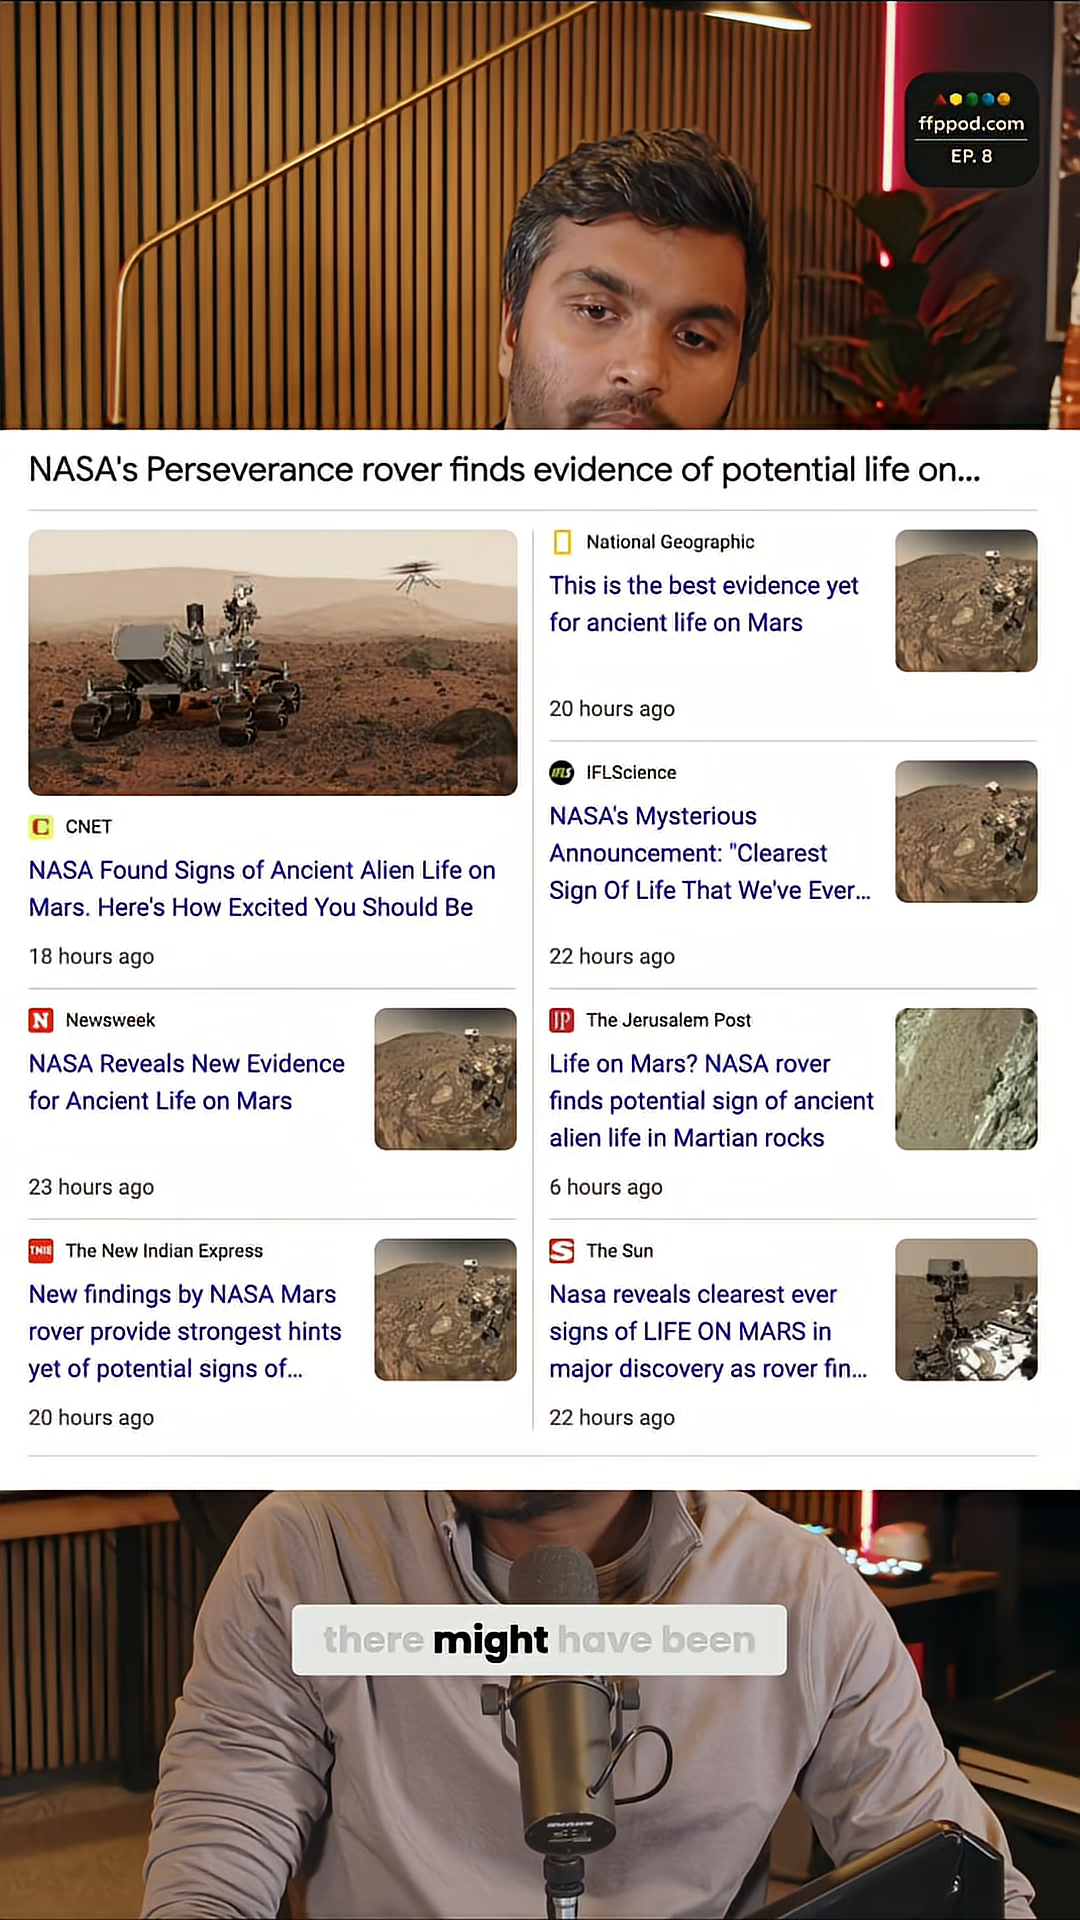 ffppod.com
EP. 8
NASA's Perseverance rover finds evidence of potential life on...
CNET
NASA Found Signs of Ancient Alien Life on
Mars. Here's How Excited You Should Be
18 hours ago
Newsweek
NASA Reveals New Evidence
for Ancient Life on Mars
23 hours ago
TNIE
The New Indian Express
New findings by NASA Mars
rover provide strongest hints
yet of potential signs of...
20 hours ago
National Geographic
This is the best evidence yet
for ancient life on Mars
20 hours ago
IFLS
IFLScience
NASA's Mysterious
Announcement: "Clearest
Sign Of Life That We've Ever...
22 hours ago
JP
The Jerusalem Post
Life on Mars? NASA rover
finds potential sign of ancient
alien life in Martian rocks
6 hours ago
The Sun
Nasa reveals clearest ever
signs of LIFE ON MARS in
major discovery as rover fin...
22 hours ago
there might have been